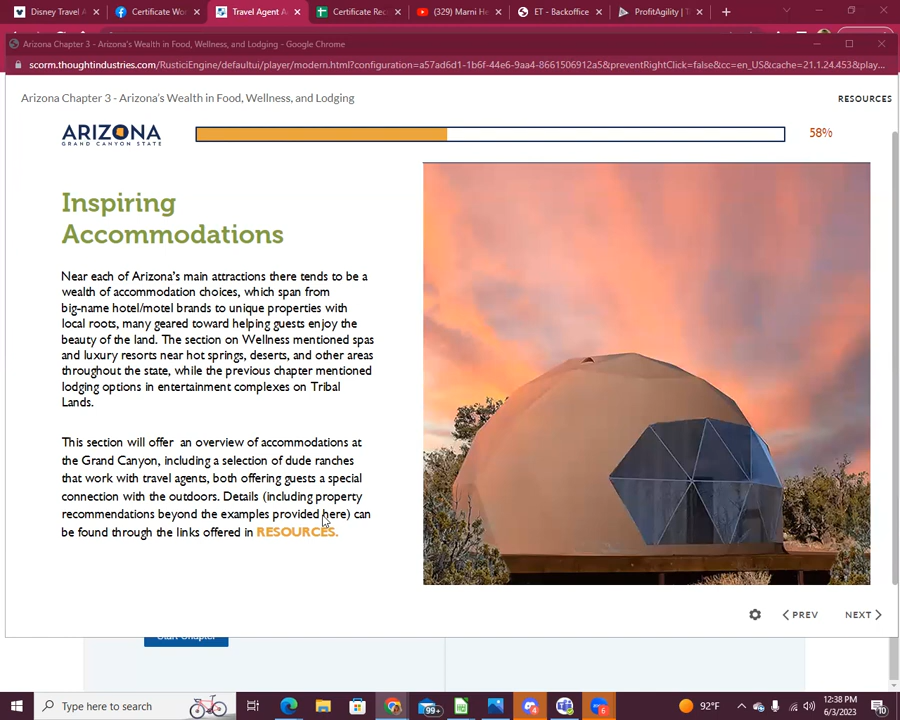 Disney Travel A
Certificate Wor
Travel Agent Ac
Certificate Rec
(329) Marni He
ET - Backoffice
ProfitAgility | T
Arizona Chapter 3 - Arizona's Wealth in Food, Wellness, and Lodging - Google Chrome
scorm.thoughtindustries.com/RusticiEngine/defaultui/player/modern.html?configuration=a57ad6d1-1b6f-44e6-9aa4-8661506912a5&preventRightClick=false&cc=en_US&cache=21.1.24.453&play...
Arizona Chapter 3 - Arizona's Wealth in Food, Wellness, and Lodging
RESOURCES
ARIZONA
GRAND CANYON STATE
58%
Inspiring
Accommodations
Near each of Arizona's main attractions there tends to be a
wealth of accommodation choices, which span from
big-name hotel/motel brands to unique properties with
local roots, many geared toward helping guests enjoy the
beauty of the land. The section on Wellness mentioned spas
and luxury resorts near hot springs, deserts, and other areas
throughout the state, while the previous chapter mentioned
lodging options in entertainment complexes on Tribal
Lands.
This section will offer an overview of accommodations at
the Grand Canyon, including a selection of dude ranches
that work with travel agents, both offering guests a special
connection with the outdoors. Details (including property
recommendations beyond the examples provided here) can
be found through the links offered in RESOURCES.
PREV
NEXT
Start Chapter
Type here to search
99+
4
6
92°F
12:38 PM
6/3/2023
10